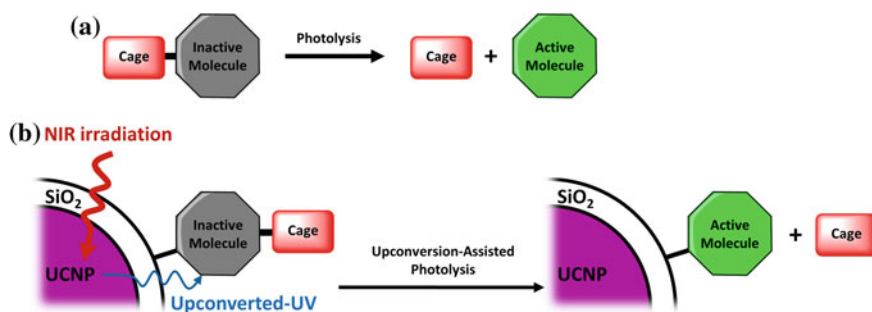 (a)
Cage
Inactive
Molecule
Photolysis
Cage
+
Active
Molecule
(b)
NIR irradiation
SiO₂
UCNP
Inactive
Molecule
Cage
Upconverted-UV
Upconversion-Assisted
Photolysis
SiO₂
UCNP
Active
Molecule
+
Cage